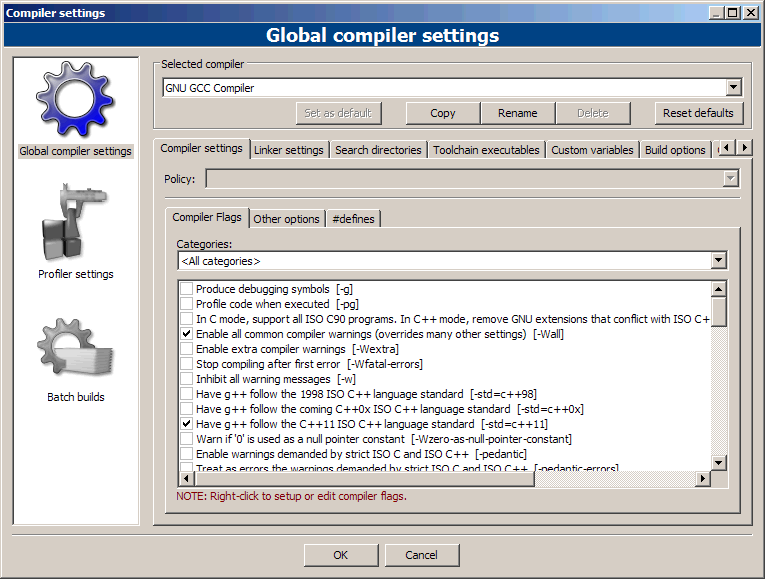 Compiler settings
Global compiler settings
Global compiler settings
Profiler settings
Batch builds
Selected compiler
GNU GCC Compiler
Set as default
Copy
Rename
Delete
Reset defaults
Compiler settings
Linker settings
Search directories
Toolchain executables
Custom variables
Build options
Policy:
Compiler Flags
Other options
#defines
Categories:
<All categories>
Produce debugging symbols [-g]
Profile code when executed [-pg]
In C mode, support all ISO C90 programs. In C++ mode, remove GNU extensions that conflict with ISO C+
Enable all common compiler warnings (overrides many other settings) [-Wall]
Enable extra compiler warnings [-Wextra]
Stop compiling after first error [-Wfatal-errors]
Inhibit all warning messages [-w]
Have g++ follow the 1998 ISO C++ language standard [-std=c++98]
Have g++ follow the coming C++0x ISO C++ language standard [-std=c++0x]
Have g++ follow the C++11 ISO C++ language standard [-std=c++11]
Warn if '0' is used as a null pointer constant [-Wzero-as-null-pointer-constant]
Enable warnings demanded by strict ISO C and ISO C++ [-pedantic]
Treat as errors the warnings demanded by strict ISO C and ISO C++ [-pedantic-errors]
NOTE: Right-click to setup or edit compiler flags.
OK
Cancel